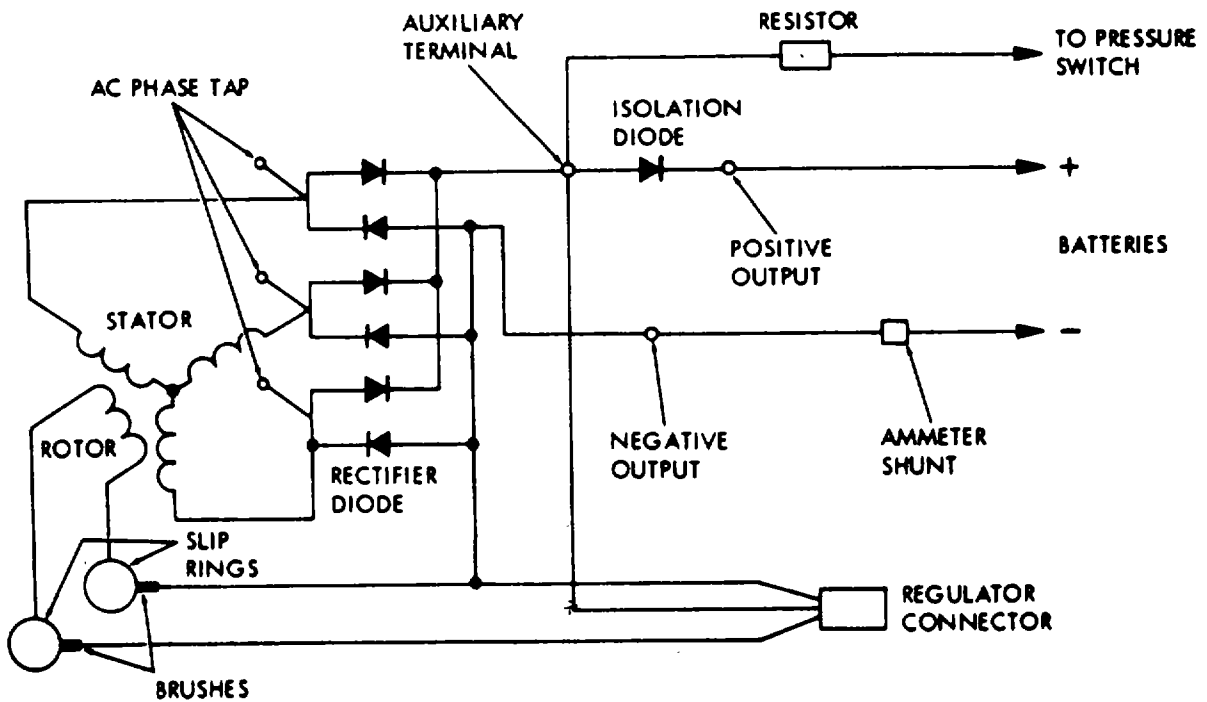 AUXILIARY
TERMINAL
RESISTOR
TO PRESSURE
SWITCH
AC PHASE TAP
ISOLATION
DIODE
+
POSITIVE
OUTPUT
BATTERIES
STATOR
−
ROTOR
RECTIFIER
DIODE
NEGATIVE
OUTPUT
AMMETER
SHUNT
SLIP
RINGS
REGULATOR
CONNECTOR
BRUSHES